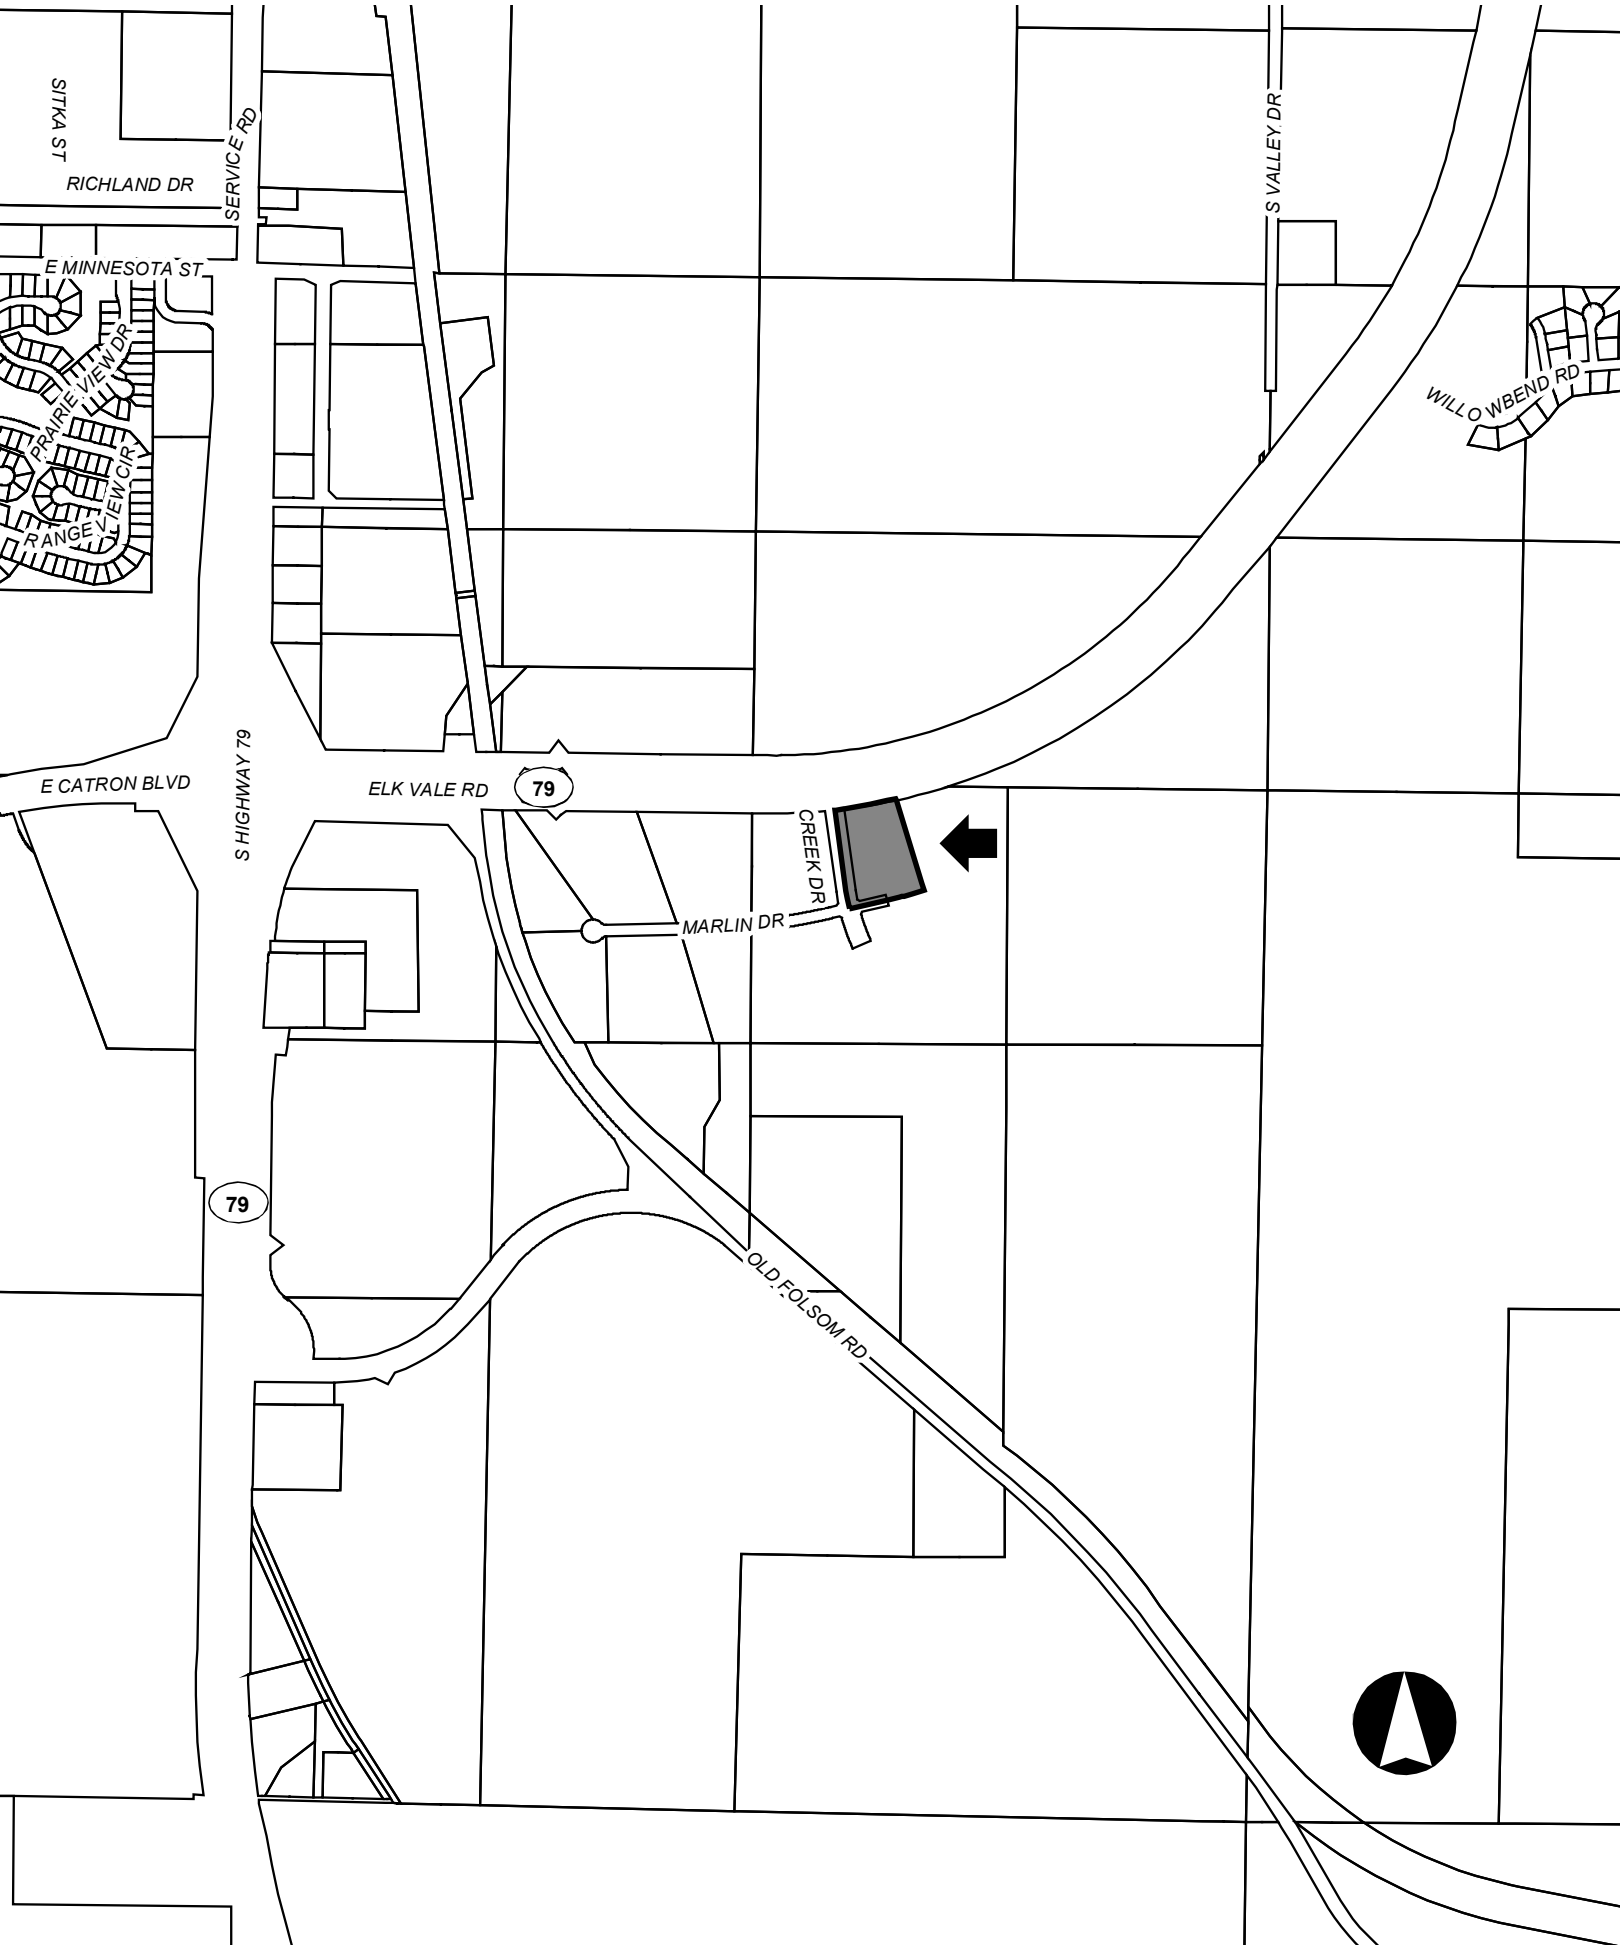 SITKA ST
SERVICE RD
S VALLEY DR
RICHLAND DR
E MINNESOTA ST
PRAIRIE VIEW DR
WILLOWBEND RD
RANGE VIEW CIR
S HIGHWAY 79
E CATRON BLVD
ELK VALE RD
79
CREEK DR
MARLIN DR
79
OLD FOLSOM RD